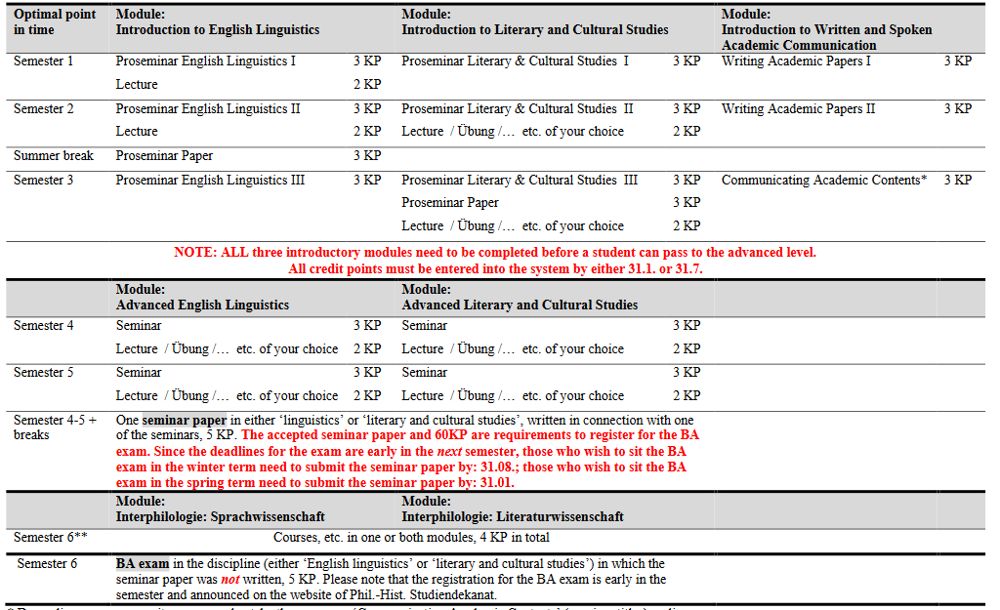 Optimal point Module: Module: Module:
in time Introduction to English Linguistics Introduction to Literary and Cultural Studies Introduction to Written and Spoken
Academic Communication
Semester 1 Proseminar English Linguistics I 3 KP Proseminar Literary & Cultural Studies I 3 KP Writing Academic Papers I 3 KP
Lecture 2 KP
Semester 2 Proseminar English Linguistics II 3 KP Proseminar Literary & Cultural Studies II 3 KP Writing Academic Papers II 3 KP
Lecture 2 KP Lecture / Übung /… etc. of your choice 2 KP
Summer break Proseminar Paper 3 KP
Semester 3 Proseminar English Linguistics III 3 KP Proseminar Literary & Cultural Studies III 3 KP Communicating Academic Contents* 3 KP
Proseminar Paper 3 KP
Lecture / Übung /… etc. of your choice 2 KP
NOTE: ALL three introductory modules need to be completed before a student can pass to the advanced level.
All credit points must be entered into the system by either 31.1. or 31.7.
Module: Module:
Advanced English Linguistics Advanced Literary and Cultural Studies
Semester 4 Seminar 3 KP Seminar 3 KP
Lecture / Übung /… etc. of your choice 2 KP Lecture / Übung /… etc. of your choice 2 KP
Semester 5 Seminar 3 KP Seminar 3 KP
Lecture / Übung /… etc. of your choice 2 KP Lecture / Übung /… etc. of your choice 2 KP
Semester 4-5 + One seminar paper in either ‘linguistics’ or ‘literary and cultural studies’, written in connection with one
breaks of the seminars, 5 KP. The accepted seminar paper and 60KP are requirements to register for the BA
exam. Since the deadlines for the exam are early in the next semester, those who wish to sit the BA
exam in the winter term need to submit the seminar paper by: 31.08.; those who wish to sit the BA
exam in the spring term need to submit the seminar paper by: 31.01.
Module: Module:
Interphilologie: Sprachwissenschaft Interphilologie: Literaturwissenschaft
Semester 6** Courses, etc. in one or both modules, 4 KP in total
Semester 6 BA exam in the discipline (either ‘English linguistics’ or ‘literary and cultural studies’) in which the
seminar paper was not written, 5 KP. Please note that the registration for the BA exam is early in the
semester and announced on the website of Phil.-Hist. Studiendekanat.